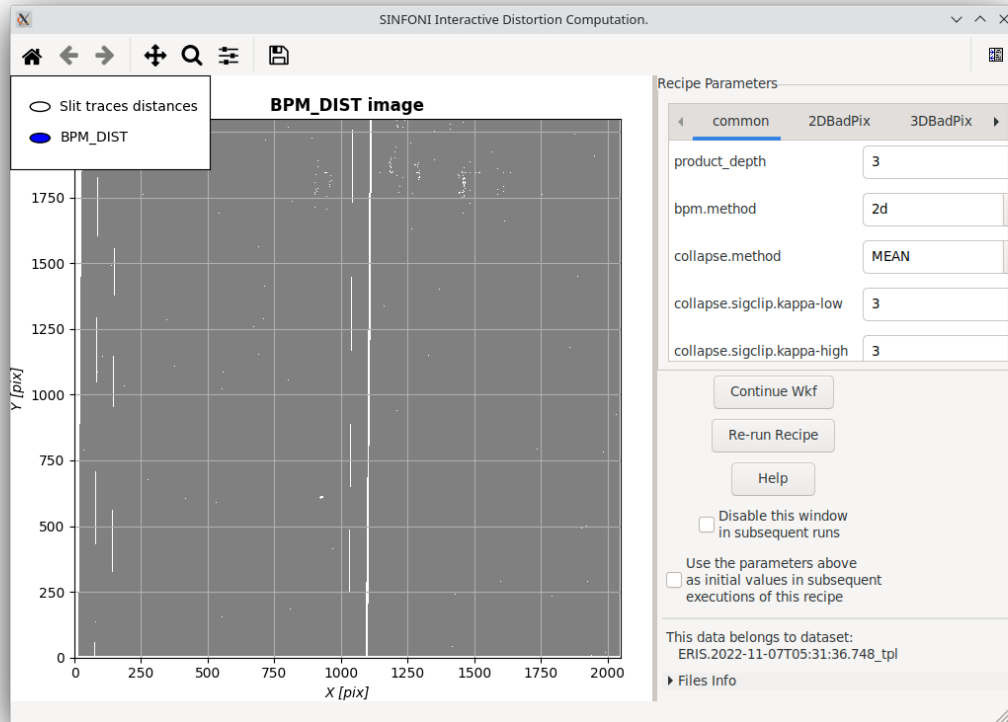 SINFONI Interactive Distortion Computation.
Slit traces distances
BPM_DIST
BPM_DIST image
1750
1500
1250
1000
750
500
250
0
Y [pix]
0
250
500
750
1000
1250
1500
1750
2000
X [pix]
Recipe Parameters
common
2DBadPix
3DBadPix
product_depth
3
bpm.method
2d
collapse.method
MEAN
collapse.sigclip.kappa-low
3
collapse.sigclip.kappa-high
3
Continue Wkf
Re-run Recipe
Help
Disable this window
in subsequent runs
Use the parameters above
as initial values in subsequent
executions of this recipe
This data belongs to dataset:
ERIS.2022-11-07T05:31:36.748_tpl
Files Info